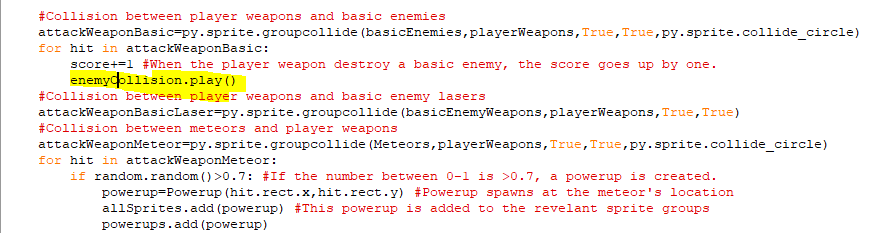 #Collision between player weapons and basic enemies
attackWeaponBasic=py.sprite.groupcollide(basicEnemies,playerWeapons,True,True,py.sprite.collide_circle)
for hit in attackWeaponBasic:
score+=1 #When the player weapon destroy a basic enemy, the score goes up by one.
enemyCollision.play()
#Collision between player weapons and basic enemy lasers
attackWeaponBasicLaser=py.sprite.groupcollide(basicEnemyWeapons,playerWeapons,True,True)
#Collision between meteors and player weapons
attackWeaponMeteor=py.sprite.groupcollide(Meteors,playerWeapons,True,True,py.sprite.collide_circle)
for hit in attackWeaponMeteor:
if random.random()>0.7: #If the number between 0-1 is >0.7, a powerup is created.
powerup=Powerup(hit.rect.x,hit.rect.y) #Powerup spawns at the meteor's location
allSprites.add(powerup) #This powerup is added to the revelant sprite groups
powerups.add(powerup)